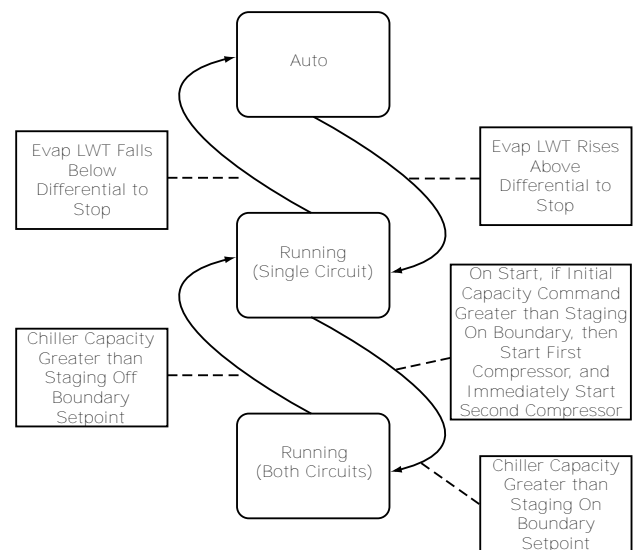 Auto
Evap LWT Falls
Below
Differential to
Stop
Evap LWT Rises
Above
Differential to
Stop
Running
(Single Circuit)
On Start, if Initial
Capacity Command
Greater than Staging
On Boundary, then
Start First
Compressor, and
Immediately Start
Second Compressor
Chiller Capacity
Greater than
Staging Off
Boundary
Setpoint
Running
(Both Circuits)
Chiller Capacity
Greater than
Staging On
Boundary
Setpoint